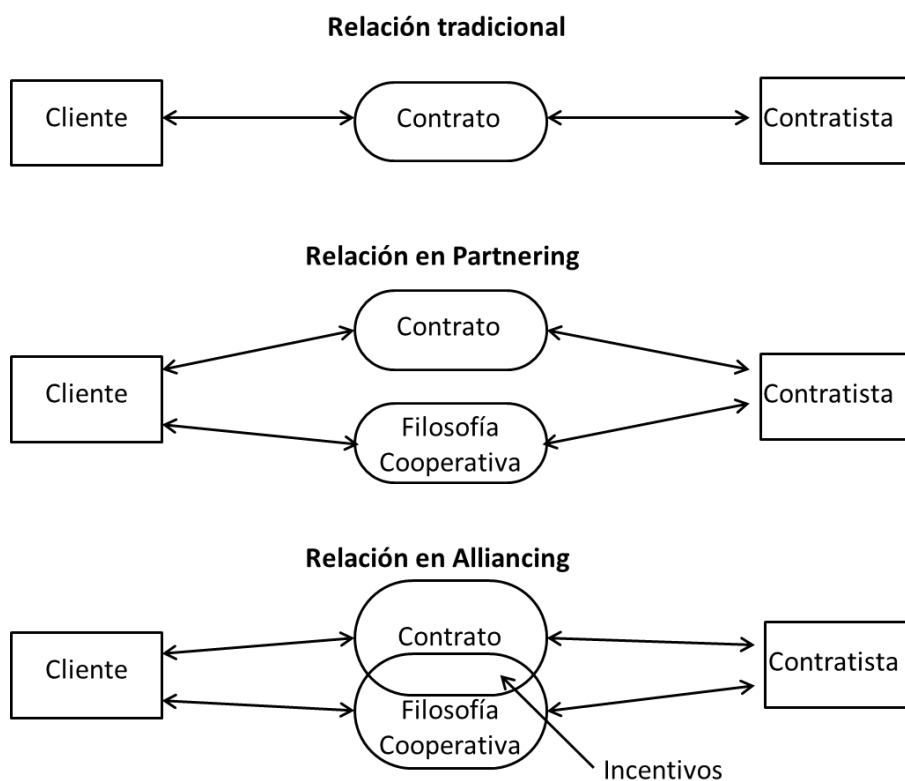 Relación tradicional
Cliente
Contrato
Contratista
Relación en Partnering
Contrato
Cliente
Contratista
Filosofía
Cooperativa
Relación en Alliancing
Contrato
Cliente
Contratista
Filosofía
Cooperativa
Incentivos